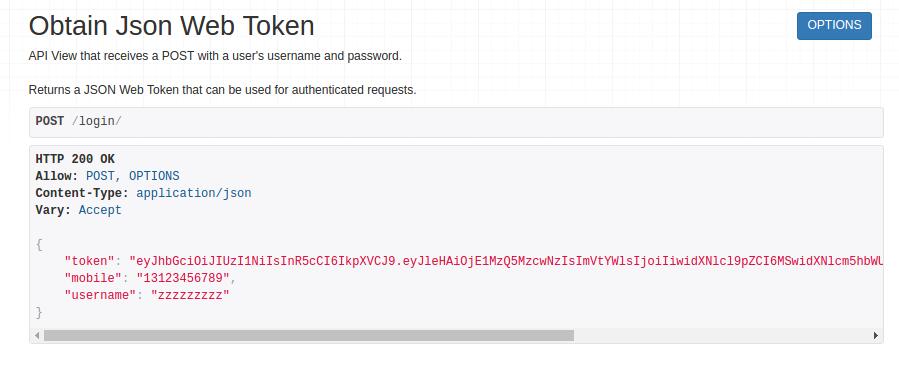 Obtain Json Web Token
OPTIONS
API View that receives a POST with a user's username and password.
Returns a JSON Web Token that can be used for authenticated requests.
POST /login/
HTTP 200 OK
Allow: POST, OPTIONS
Content-Type: application/json
Vary: Accept
{
"token": "eyJhbGciOiJIUzI1NiIsInR5cCI6IkpXVCJ9.eyJleHAiOjE1MzQ5MzcwNzIsImVtYWlsIjoiIiwidXNlcl9pZCI6MSwidXNlcm5hbWU
"mobile": "13123456789",
"username": "zzzzzzzzz"
}